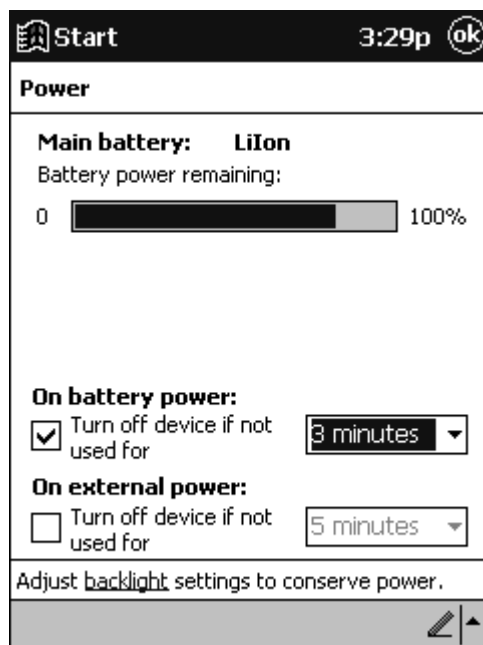 Start 3:29p ok
Power
Main battery: LiIon
Battery power remaining:
0 100%
On battery power:
Turn off device if not
used for
3 minutes
On external power:
Turn off device if not
used for
5 minutes
Adjust backlight settings to conserve power.